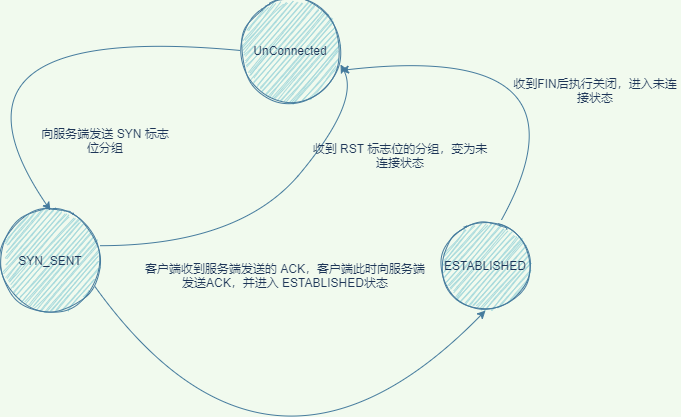 UnConnected
收到FIN后执行关闭，进入未连
接状态
向服务端发送 SYN 标志
位分组
收到 RST 标志位的分组，变为未
连接状态
SYN_SENT
客户端收到服务端发送的 ACK，客户端此时向服务端
发送ACK，并进入 ESTABLISHED状态
ESTABLISHED